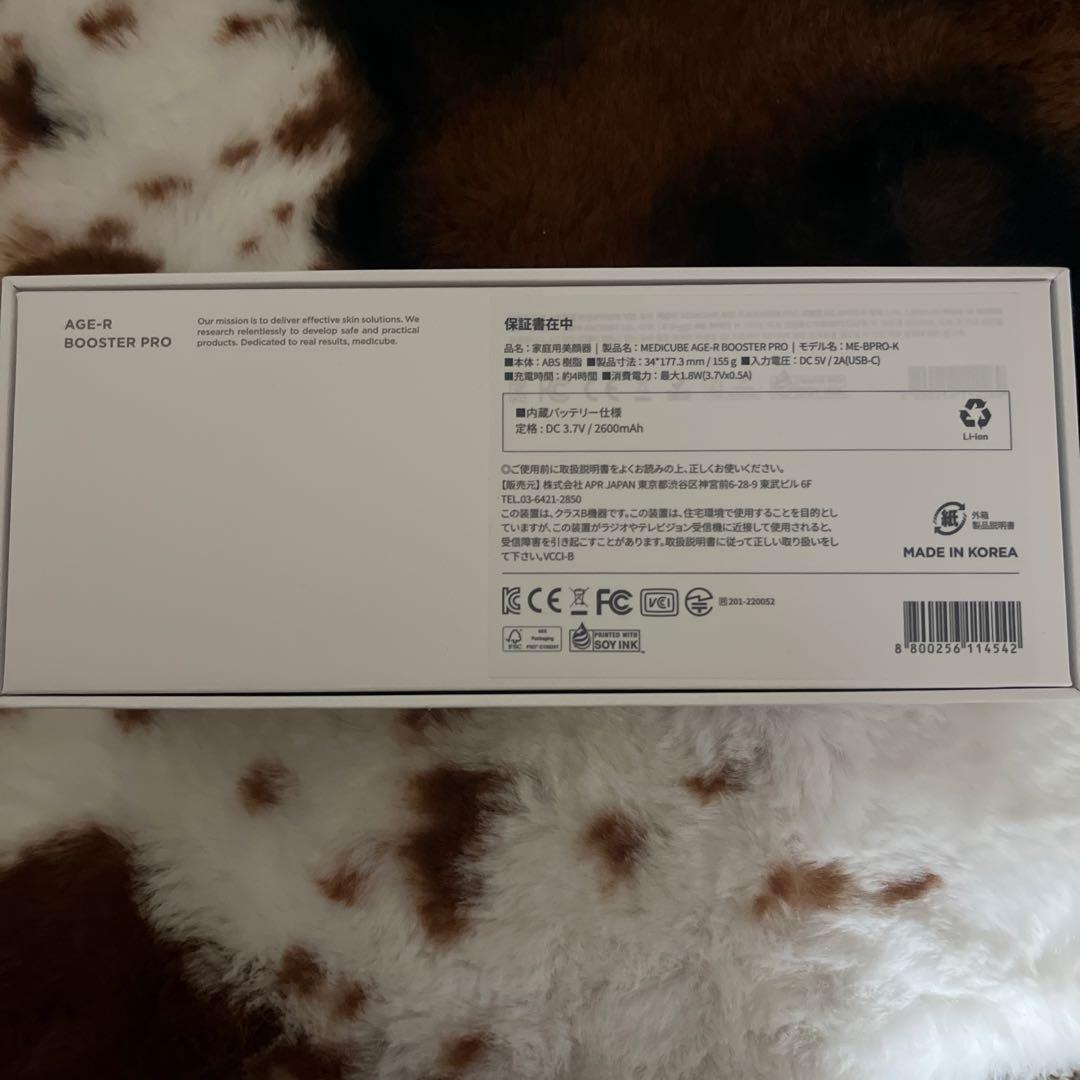 AGE-R
BOOSTER PRO
Our mission is to deliver effective skin solutions. We
research relentlessly to develop safe and practical
products. Dedicated to real results, medicube.
保証書在中
品名：家庭用美顔器 | 製品名：MEDICUBE AGE-R BOOSTER PRO | モデル名：ME-BPRO-K
■本体：ABS 樹脂 ■製品寸法：34*177.3 mm / 155 g ■入力電圧：DC 5V / 2A(USB-C)
■充電時間：約4時間 ■消費電力：最大1.8W(3.7Vx0.5A)
■内蔵バッテリー仕様
定格：DC 3.7V / 2600mAh
Li-ion
◎ご使用前に取扱説明書をよくお読みの上、正しくお使いください。
【販売元】株式会社 APR JAPAN 東京都渋谷区神宮前6-28-9 東武ビル 6F
TEL.03-6421-2850
この装置は、クラスB機器です。この装置は、住宅環境で使用することを目的とし
ていますが、この装置がラジオやテレビジョン受信機に近接して使用されると、
受信障害を引き起こすことがあります。取扱説明書に従って正しい取り扱いをし
て下さい。VCCI-B
紙
外箱
製品説明書
MADE IN KOREA
CE FC VCI 201-220052
FSC
MIX
Packaging
PRINTED WITH
SOY INK
8 800256 114542